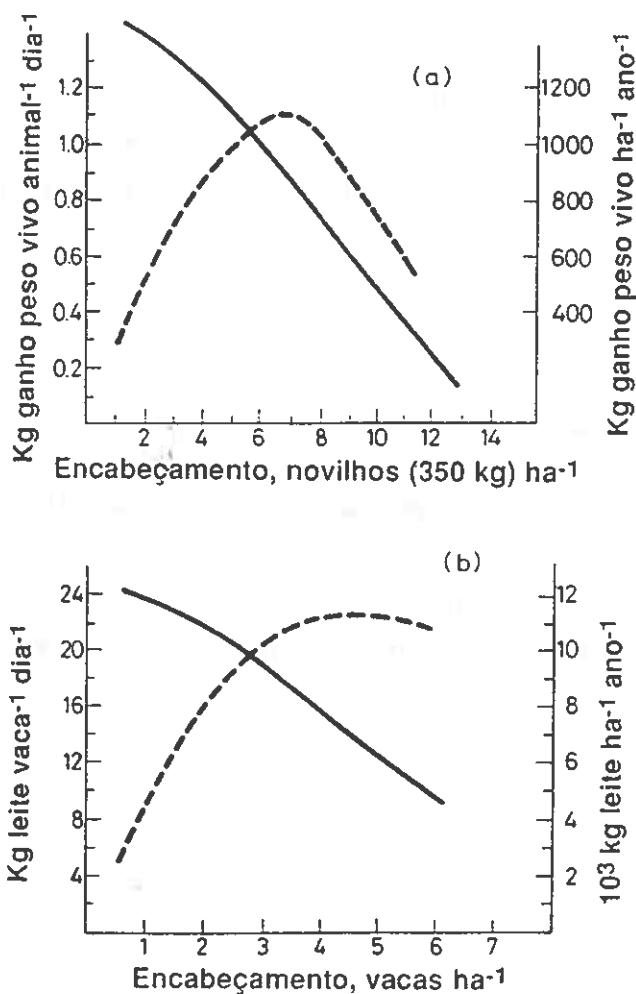 (a)
Kg ganho peso vivo animal-1 dia-1
1.2
1.0
0.8
0.6
0.4
0.2
Kg ganho peso vivo ha-1 ano-1
1200
1000
800
600
400
2 4 6 8 10 12 14
Encabeçamento, novilhos (350 kg) ha-1
(b)
Kg leite vaca-1 dia-1
24
20
16
12
8
4
10³ kg leite ha-1 ano-1
12
10
8
6
4
2
1 2 3 4 5 6 7
Encabeçamento, vacas ha-1